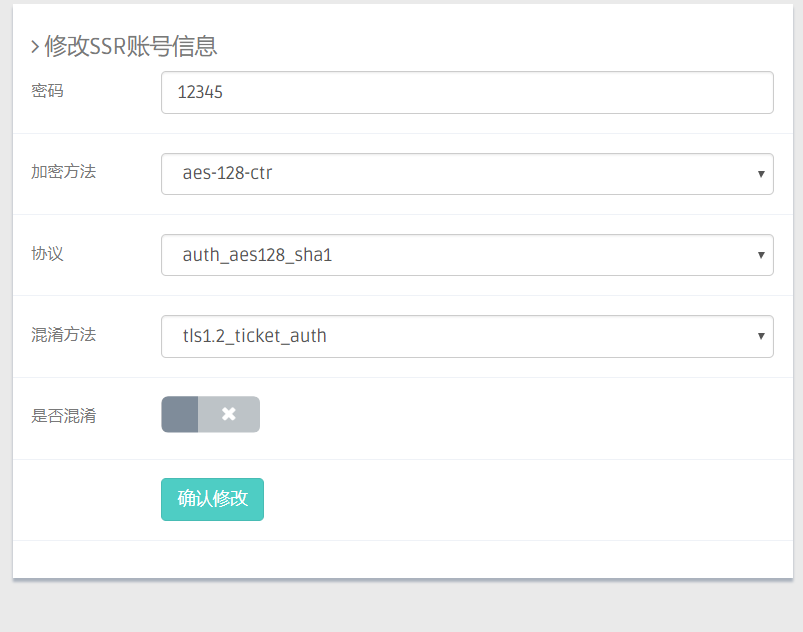 修改SSR账号信息
密码
12345
加密方法
aes-128-ctr
协议
auth_aes128_sha1
混淆方法
tls1.2_ticket_auth
是否混淆
确认修改